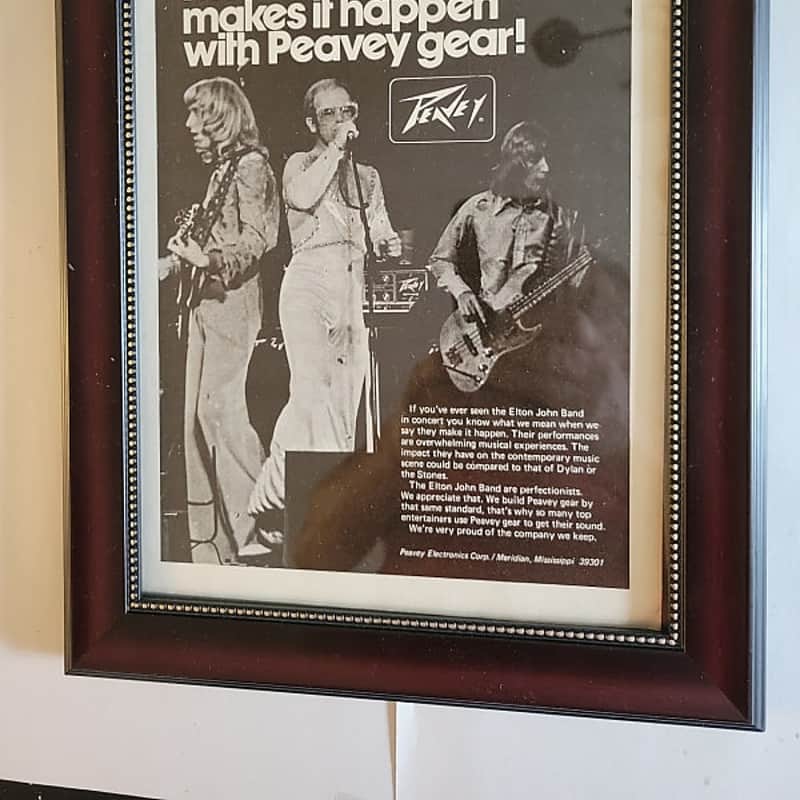 makes it happen
with Peavey gear!
PEAVEY
PEAVEY
If you've ever seen the Elton John Band
in concert you know what we mean when we
say they make it happen. Their performances
are overwhelming musical experiences. The
impact they have on the contemporary music
scene could be compared to that of Dylan or
the Stones.
The Elton John Band are perfectionists.
We appreciate that. We build Peavey gear by
that same standard, that's why so many top
entertainers use Peavey gear to get their sound.
We're very proud of the company we keep.
Peavey Electronics Corp. / Meridian, Mississippi 39301